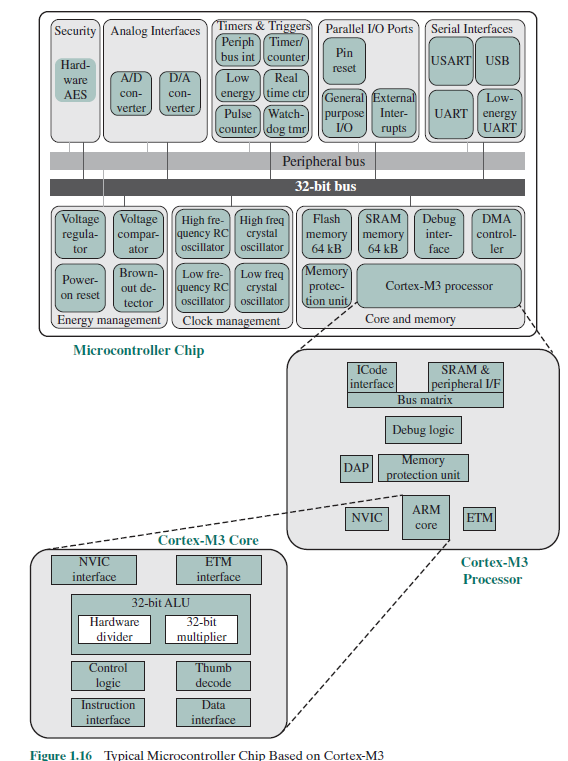 Security
Analog Interfaces
Timers & Triggers
Parallel I/O Ports
Serial Interfaces
Hard-
ware
AES
A/D
con-
verter
D/A
con-
verter
Periph
bus int
Timer/
counter
Low
energy
Real
time ctr
Pulse
counter
Watch-
dog tmr
Pin
reset
General
purpose
I/O
External
Inter-
rupts
USART
USB
UART
Low-
energy
UART
Peripheral bus
32-bit bus
Voltage
regula-
tor
Voltage
compar-
ator
Power-
on reset
Brown-
out de-
tector
Energy management
High fre-
quency RC
oscillator
High freq
crystal
oscillator
Low fre-
quency RC
oscillator
Low freq
crystal
oscillator
Clock management
Flash
memory
64 kB
SRAM
memory
64 kB
Debug
inter-
face
DMA
control-
ler
Memory
protec-
tion unit
Cortex-M3 processor
Core and memory
Microcontroller Chip
ICode
interface
SRAM &
peripheral I/F
Bus matrix
Debug logic
DAP
Memory
protection unit
NVIC
ARM
core
ETM
Cortex-M3
Processor
Cortex-M3 Core
NVIC
interface
ETM
interface
32-bit ALU
Hardware
divider
32-bit
multiplier
Control
logic
Thumb
decode
Instruction
interface
Data
interface
Figure 1.16 Typical Microcontroller Chip Based on Cortex-M3